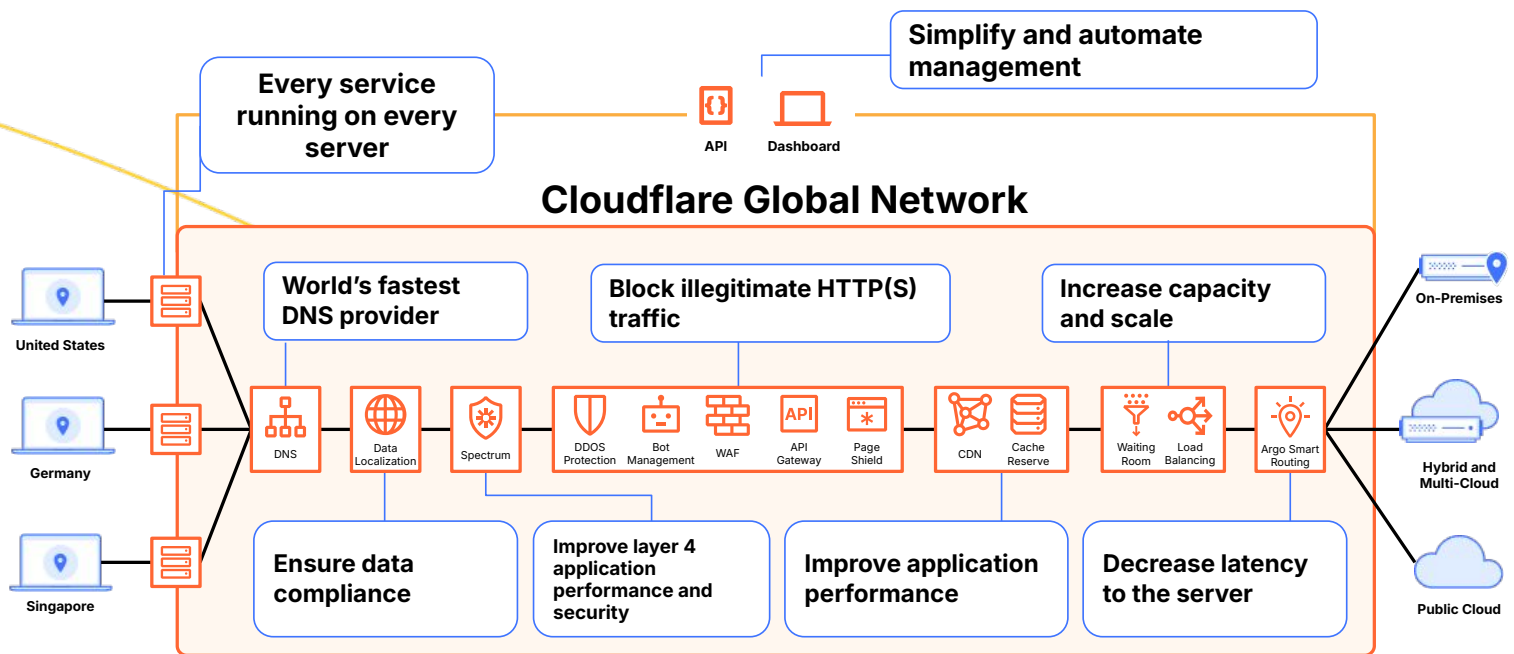 Simplify and automate
management
Every service
running on every
server
{}
API
Dashboard
Cloudflare Global Network
World’s fastest
DNS provider
Block illegitimate HTTP(S)
traffic
Increase capacity
and scale
United States
Germany
Singapore
DNS
Data
Localization
Spectrum
DDOS
Protection
Bot
Management
WAF
API
API
Gateway
Page
Shield
CDN
Cache
Reserve
Waiting
Room
Load
Balancing
Argo Smart
Routing
On-Premises
Hybrid and
Multi-Cloud
Public Cloud
Ensure data
compliance
Improve layer 4
application
performance and
security
Improve application
performance
Decrease latency
to the server